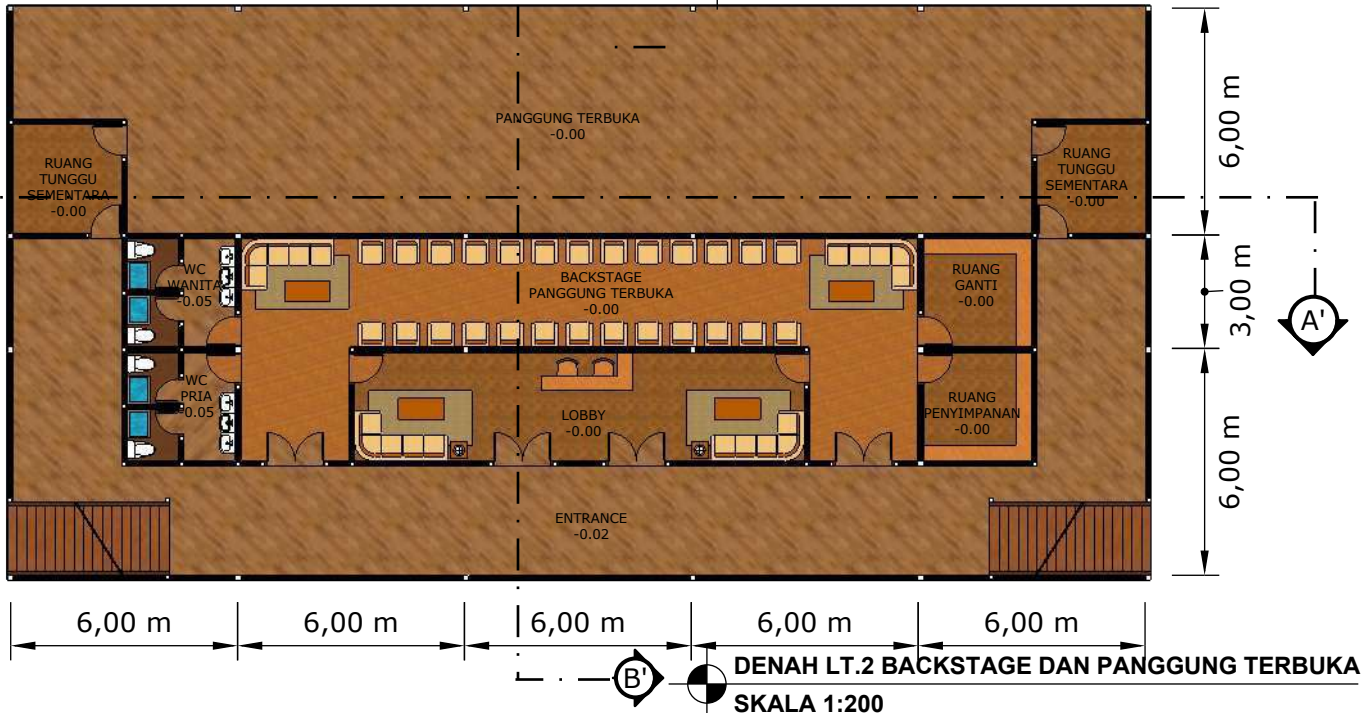 PANGGUNG TERBUKA
-0.00
RUANG
TUNGGU
SEMENTARA
-0.00
RUANG
TUNGGU
SEMENTARA
-0.00
6,00 m
WC
WANITA
-0.05
BACKSTAGE
PANGGUNG TERBUKA
-0.00
RUANG
GANTI
-0.00
3,00 m
A'
WC
PRIA
-0.05
LOBBY
-0.00
RUANG
PENYIMPANAN
-0.00
6,00 m
ENTRANCE
-0.02
6,00 m
6,00 m
6,00 m
6,00 m
6,00 m
B'
DENAH LT.2 BACKSTAGE DAN PANGGUNG TERBUKA
SKALA 1:200